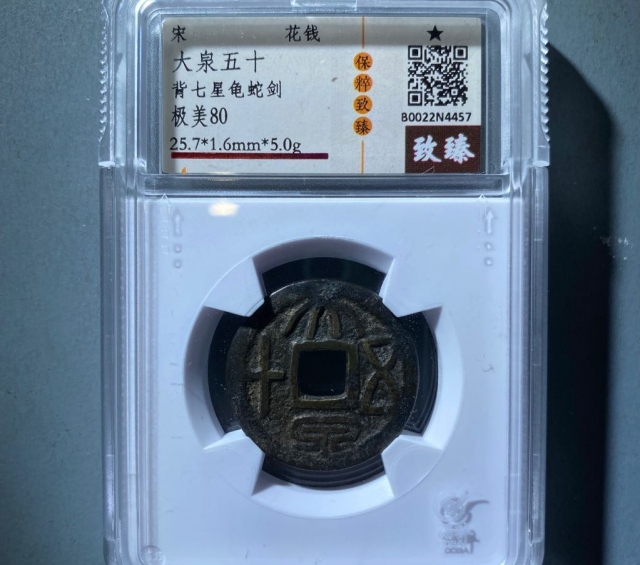 宋 花钱 ★
大泉五十
背七星龟蛇剑
极美80
25.7*1.6mm*5.0g
保粹致臻
B0022N4457
致臻
大
十 五
泉